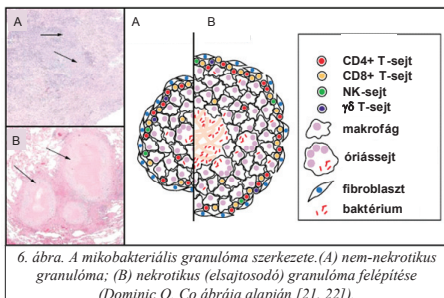 A
B
A
B
CD4+ T-sejt
CD8+ T-sejt
NK-sejt
γδ T-sejt
makrofág
óriássejt
fibroblaszt
baktérium
6. ábra. A mikobakteriális granulóma szerkezete.(A) nem-nekrotikus
granulóma; (B) nekrotikus (elsajtosodó) granulóma felépítése
(Dominic O. Co ábrája alapján [21, 22]).